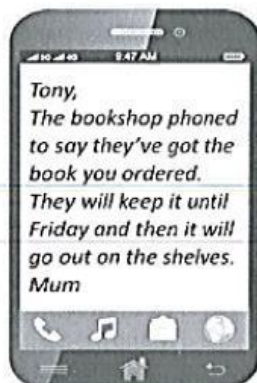 9:47 AM
Tony,
The bookshop phoned
to say they've got the
book you ordered.
They will keep it until
Friday and then it will
go out on the shelves.
Mum